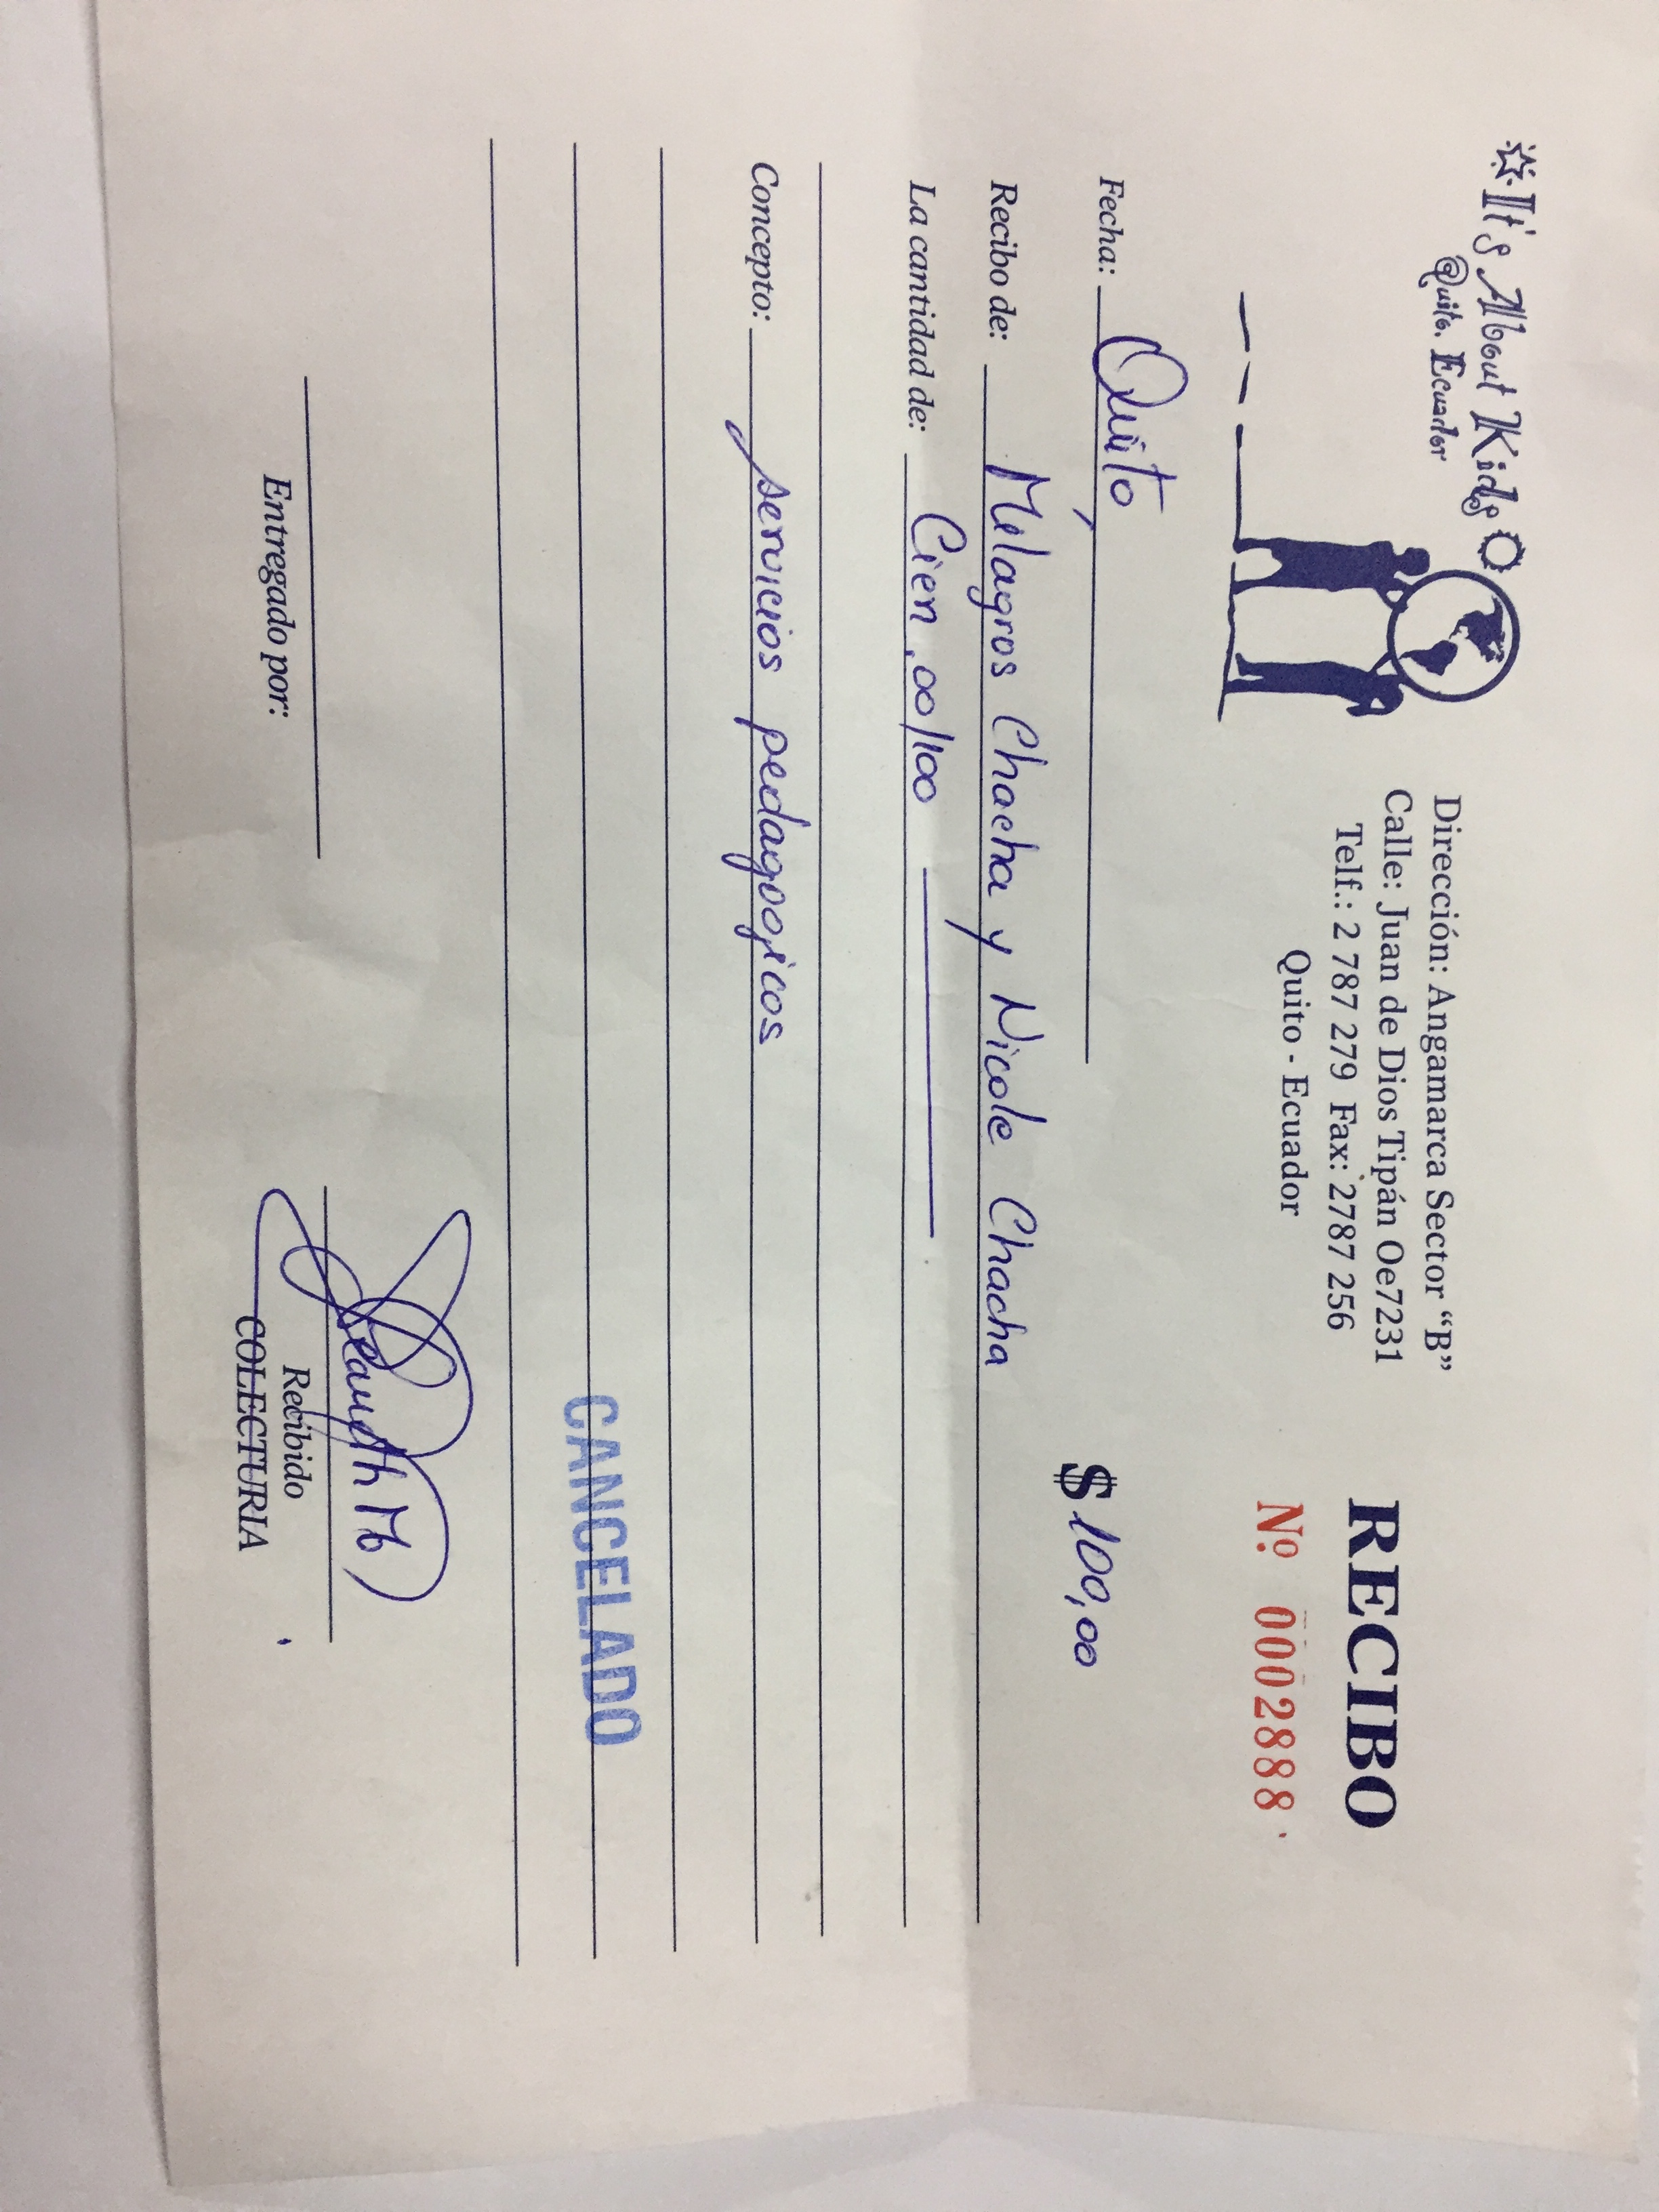 It's About Kids
Quito, Ecuador
Dirección: Angamarca Sector “B”
Calle: Juan de Dios Tipán Oe7231
Telf.: 2 787 279 Fax: 2787 256
Quito - Ecuador
RECIBO
Nº. 0002888
Fecha: Quito,
$ 100,00
Recibo de: Milagros Chacha y Nicole Chacha
La cantidad de: Cien ,00/100
Concepto: servicios pedagogicos
CANCELADO
Entregado por:
Recibido
COLECTURIA